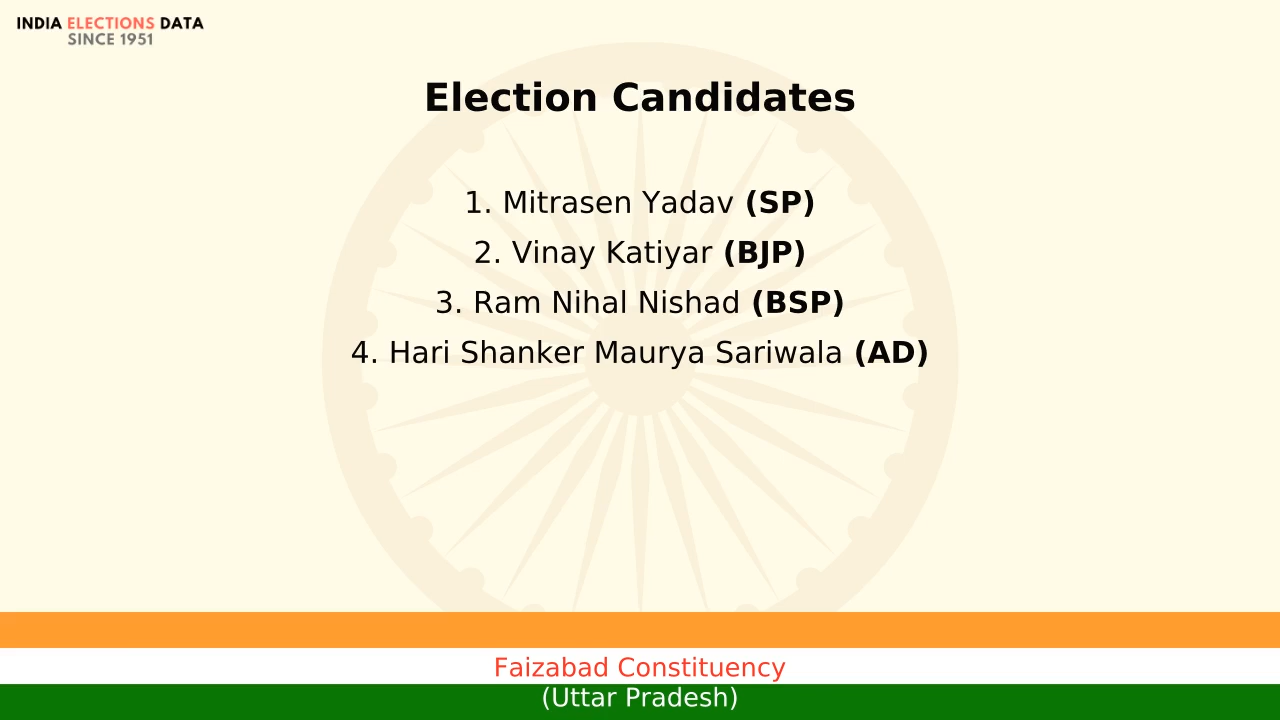 INDIA ELECTIONS DATA
SINCE 1951
Election Candidates
1. Mitrasen Yadav (SP)
2. Vinay Katiyar (BJP)
3. Ram Nihal Nishad (BSP)
4. Hari Shanker Maurya Sariwala (AD)
Faizabad Constituency
(Uttar Pradesh)